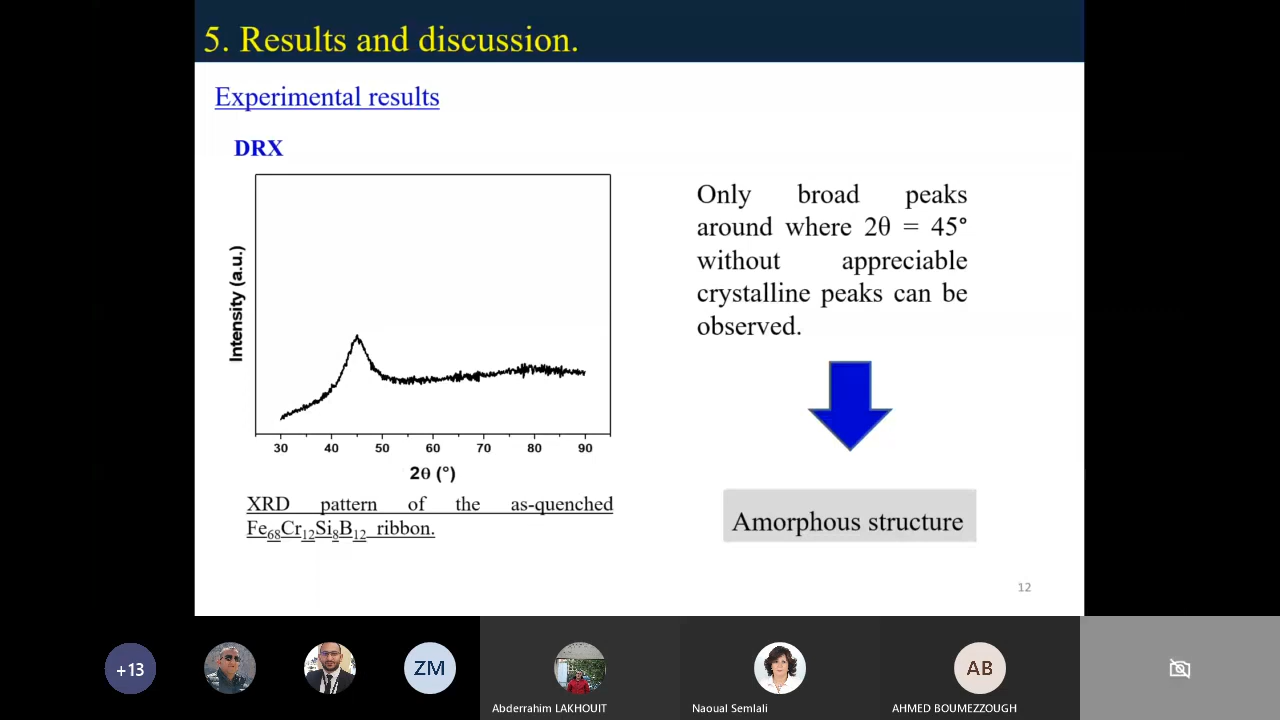 5. Results and discussion.
Experimental results
DRX
Intensity (a.u.)
30 40 50 60 70 80 90
2θ (°)
XRD pattern of the as-quenched
Fe₆₈Cr₁₂Si₈B₁₂ ribbon.
Only broad peaks
around where 2θ = 45°
without appreciable
crystalline peaks can be
observed.
Amorphous structure
12
+13
ZM
Abderrahim LAKHOUIT
Naoual Semlali
AB
AHMED BOUMEZZOUGH